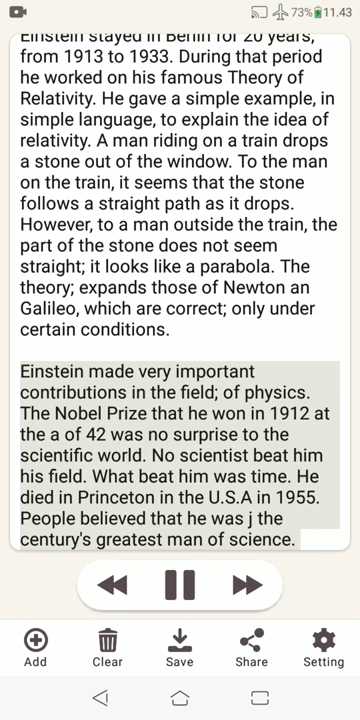 73% 11.43
Einstein stayed in Berlin for 20 years,
from 1913 to 1933. During that period
he worked on his famous Theory of
Relativity. He gave a simple example, in
simple language, to explain the idea of
relativity. A man riding on a train drops
a stone out of the window. To the man
on the train, it seems that the stone
follows a straight path as it drops.
However, to a man outside the train, the
part of the stone does not seem
straight; it looks like a parabola. The
theory; expands those of Newton an
Galileo, which are correct; only under
certain conditions.
Einstein made very important
contributions in the field; of physics.
The Nobel Prize that he won in 1912 at
the a of 42 was no surprise to the
scientific world. No scientist beat him
his field. What beat him was time. He
died in Princeton in the U.S.A in 1955.
People believed that he was j the
century's greatest man of science.
Add Clear Save Share Setting